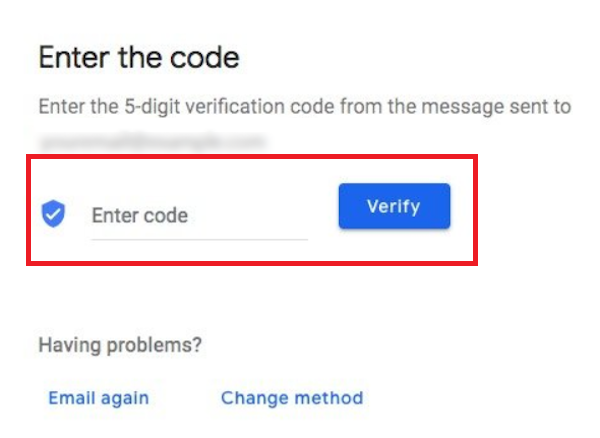 Enter the code
Enter the 5-digit verification code from the message sent to
Enter code
Verify
Having problems?
Email again
Change method